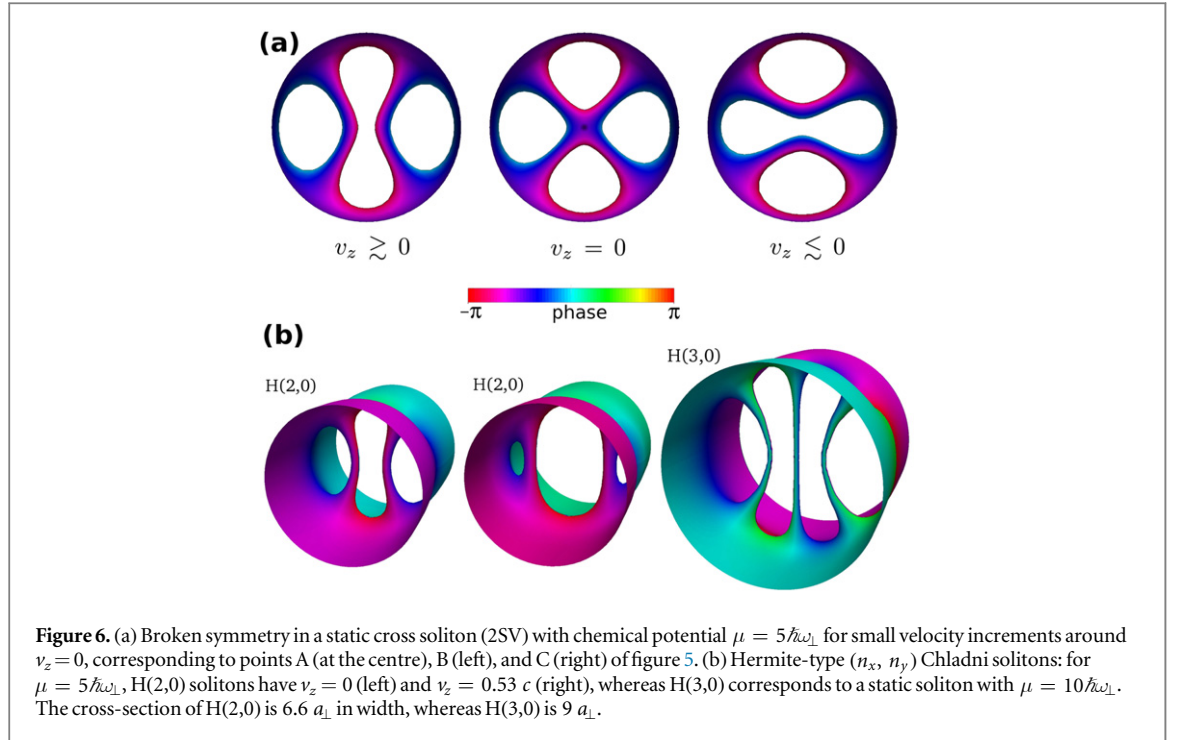 (a)
v_z ≳ 0 v_z = 0 v_z ≲ 0
−π phase π
(b)
H(3,0)
H(2,0) H(2,0)
Figure 6. (a) Broken symmetry in a static cross soliton (2SV) with chemical potential μ = 5ℏω⊥ for small velocity increments around
v_z = 0, corresponding to points A (at the centre), B (left), and C (right) of figure 5. (b) Hermite-type (n_x, n_y) Chladni solitons: for
μ = 5ℏω⊥, H(2,0) solitons have v_z = 0 (left) and v_z = 0.53 c (right), whereas H(3,0) corresponds to a static soliton with μ = 10ℏω⊥.
The cross-section of H(2,0) is 6.6 a⊥ in width, whereas H(3,0) is 9 a⊥.